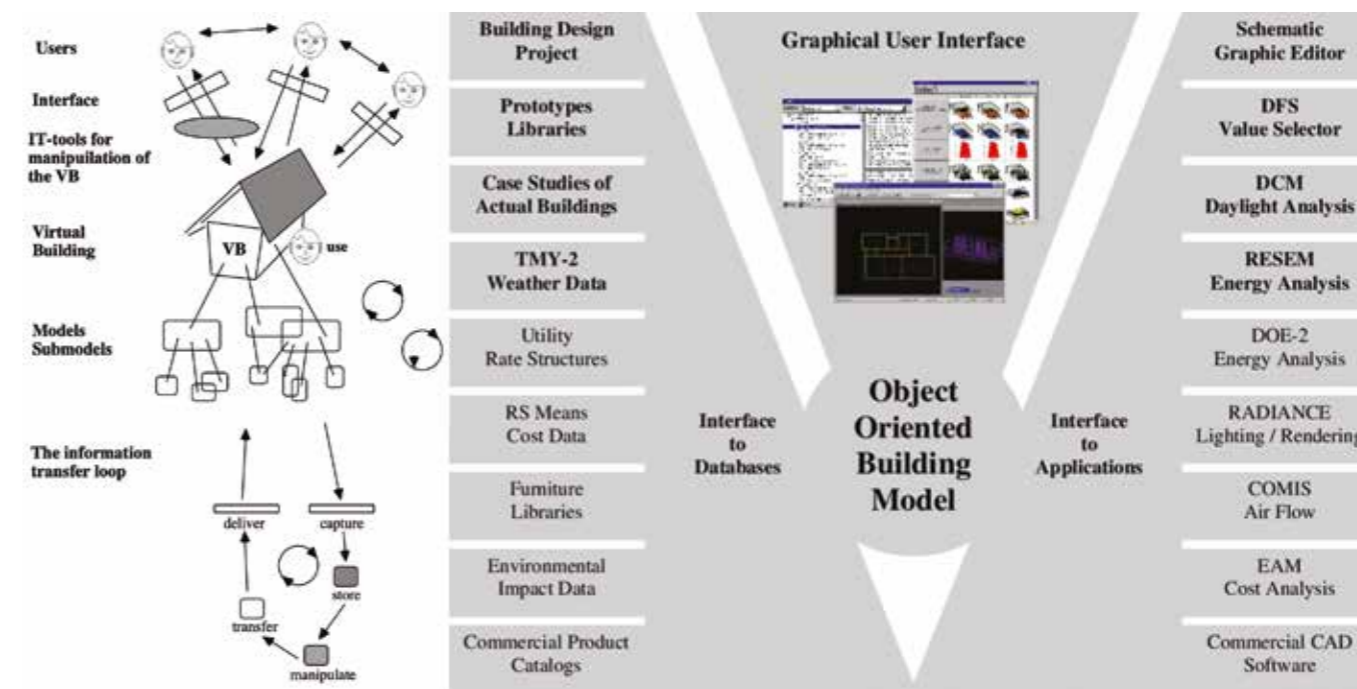 Users
Interface
IT-tools for
manipuilation of
the VB
Virtual
Building
VB
use
Models
Submodels
The information
transfer loop
deliver
capture
store
transfer
manipulate
Building Design
Project
Prototypes
Libraries
Case Studies of
Actual Buildings
TMY-2
Weather Data
Utility
Rate Structures
RS Means
Cost Data
Furniture
Libraries
Environmental
Impact Data
Commercial Product
Catalogs
Graphical User Interface
Interface
to
Databases
Object
Oriented
Building
Model
Interface
to
Applications
Schematic
Graphic Editor
DFS
Value Selector
DCM
Daylight Analysis
RESEM
Energy Analysis
DOE-2
Energy Analysis
RADIANCE
Lighting / Rendering
COMIS
Air Flow
EAM
Cost Analysis
Commercial CAD
Software